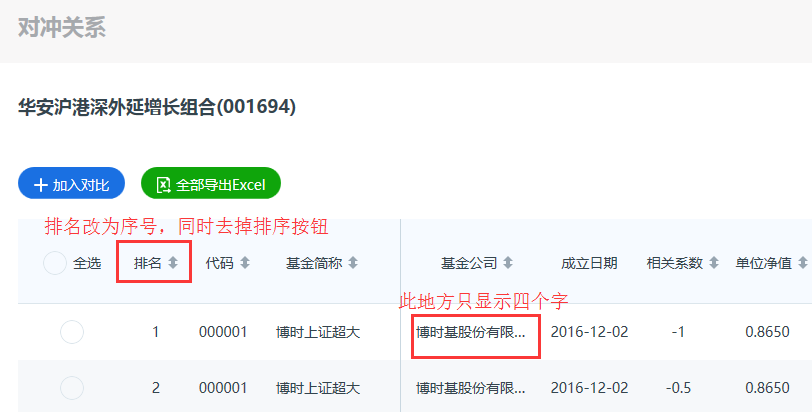 对冲关系
华安沪港深外延增长组合(001694)
加入对比 全部导出Excel
排名改为序号，同时去掉排序按钮
全选 排名 代码 基金简称 基金公司 成立日期 相关系数 单位净值
此地方只显示四个字
1 000001 博时上证超大 博时基股份有限... 2016-12-02 -1 0.8650
2 000001 博时上证超大 博时基股份有限... 2016-12-02 -0.5 0.8650